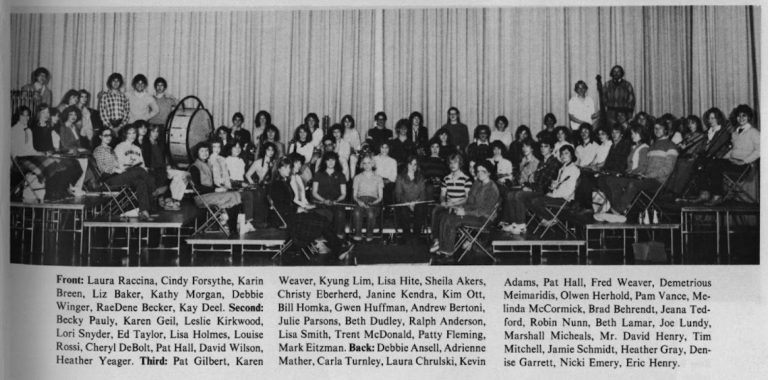 Front: Laura Raccina, Cindy Forsythe, Karin
Breen, Liz Baker, Kathy Morgan, Debbie
Winger, RaeDene Becker, Kay Deel. Second:
Becky Pauly, Karen Geil, Leslie Kirkwood,
Lori Snyder, Ed Taylor, Lisa Holmes, Louise
Rossi, Cheryl DeBolt, Pat Hall, David Wilson,
Heather Yeager. Third: Pat Gilbert, Karen
Weaver, Kyung Lim, Lisa Hite, Sheila Akers,
Christy Eberherd, Janine Kendra, Kim Ott,
Bill Homka, Gwen Huffman, Andrew Bertoni,
Julie Parsons, Beth Dudley, Ralph Anderson,
Lisa Smith, Trent McDonald, Patty Fleming,
Mark Eitzman. Back: Debbie Ansell, Adrienne
Mather, Carla Turnley, Laura Chrulski, Kevin
Adams, Pat Hall, Fred Weaver, Demetrious
Meimaridis, Olwen Herhold, Pam Vance, Me-
linda McCormick, Brad Behrendt, Jeana Ted-
ford, Robin Nunn, Beth Lamar, Joe Lundy,
Marshall Micheals, Mr. David Henry, Tim
Mitchell, Jamie Schmidt, Heather Gray, Den-
ise Garrett, Nicki Emery, Eric Henry.